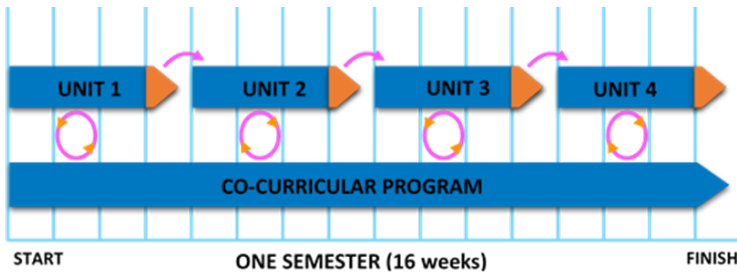 UNIT 1
UNIT 2
UNIT 3
UNIT 4
CO-CURRICULAR PROGRAM
START
ONE SEMESTER (16 weeks)
FINISH